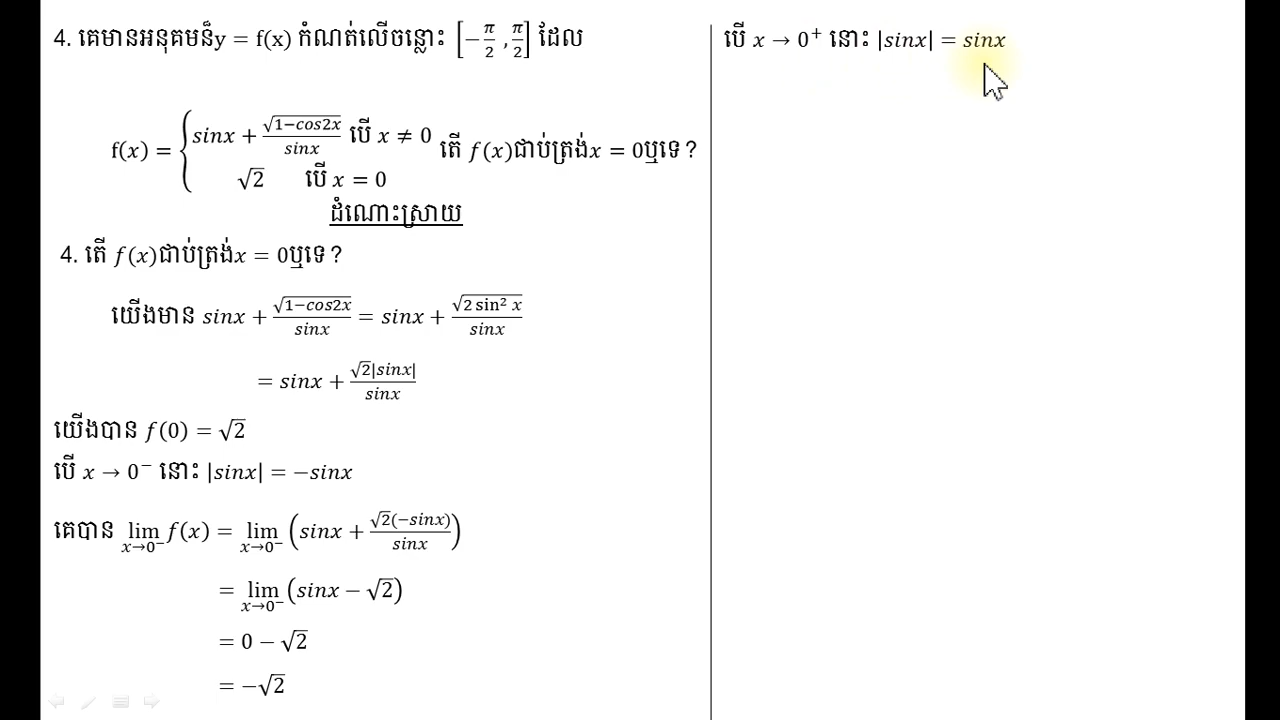 4. គេមានអនុគមន៏y = f(x) កំណត់លើចន្លោះ [−π/2 , π/2] ដែល
f(x) = { sinx + √(1−cos2x)/sinx បើ x ≠ 0
√2 បើ x = 0
តើ f(x)ជាប់ត្រង់x = 0ឬទេ?
ដំណោះស្រាយ
4. តើ f(x)ជាប់ត្រង់x = 0ឬទេ?
យើងមាន sinx + √(1−cos2x)/sinx = sinx + √(2 sin² x)/sinx
= sinx + √2|sinx|/sinx
យើងបាន f(0) = √2
បើ x → 0⁻ នោះ |sinx| = −sinx
គេបាន lim x→0⁻ f(x) = lim x→0⁻ (sinx + √2(−sinx)/sinx)
= lim x→0⁻ (sinx − √2)
= 0 − √2
= −√2
បើ x → 0⁺ នោះ |sinx| = sinx